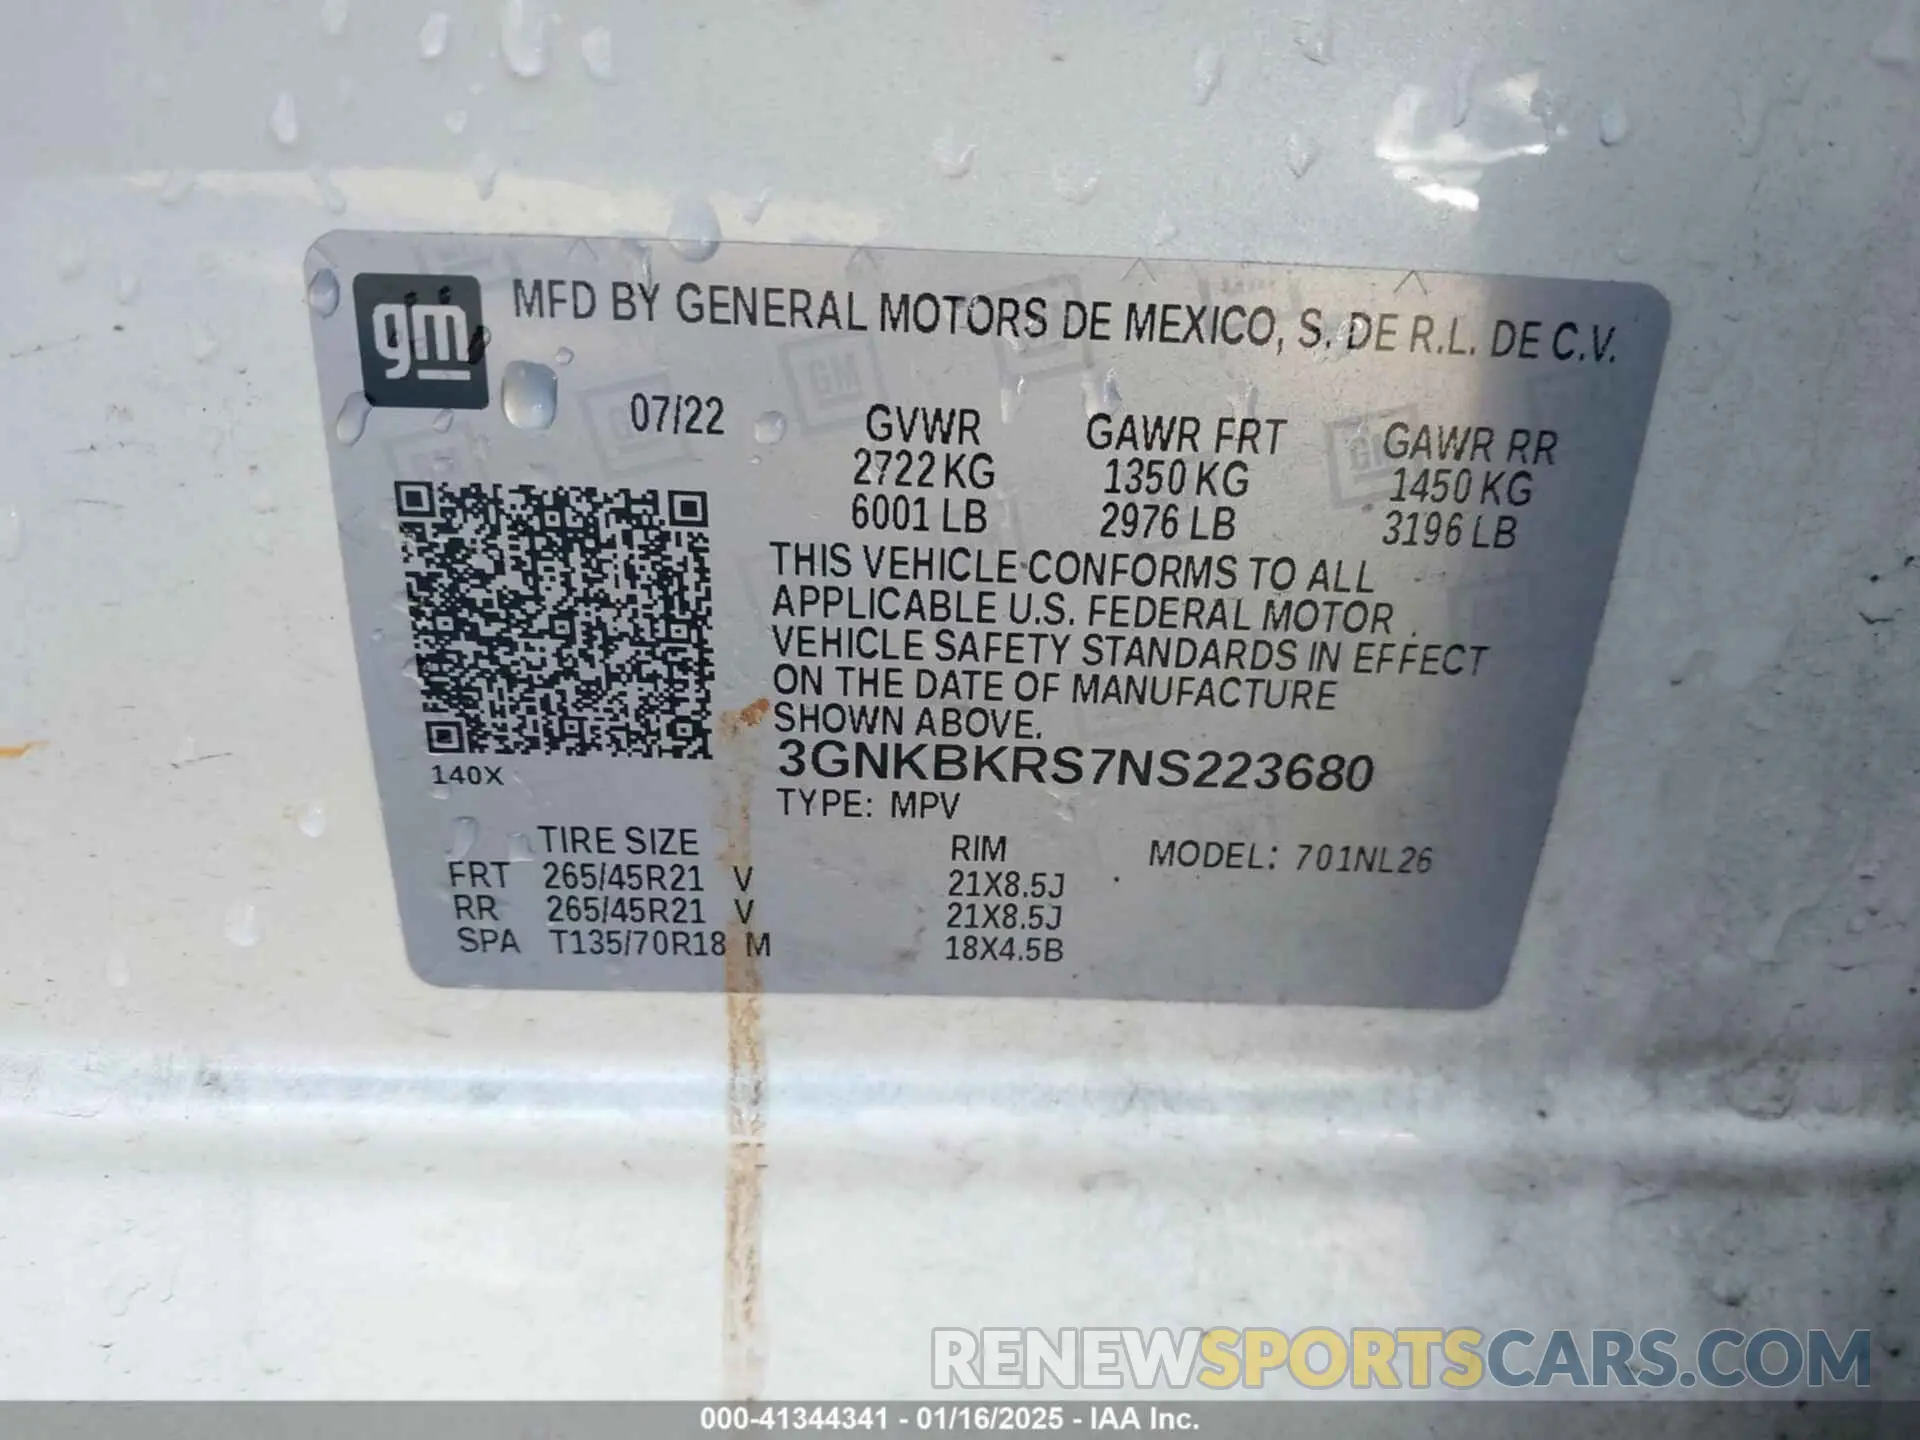 gm
MFD BY GENERAL MOTORS DE MEXICO, S. DE R.L. DE C.V.
07/22
GVWR GAWR FRT GAWR RR
2722 KG 1350 KG 1450 KG
6001 LB 2976 LB 3196 LB
THIS VEHICLE CONFORMS TO ALL
APPLICABLE U.S. FEDERAL MOTOR
VEHICLE SAFETY STANDARDS IN EFFECT
ON THE DATE OF MANUFACTURE
SHOWN ABOVE.
3GNKBKRS7NS223680
140X
TYPE: MPV
TIRE SIZE RIM MODEL: 701NL26
FRT 265/45R21 V 21X8.5J
RR 265/45R21 V 21X8.5J
SPA T135/70R18 M 18X4.5B
RENEWSPORTSCARS.COM
000-41344341 - 01/16/2025 - IAA Inc.